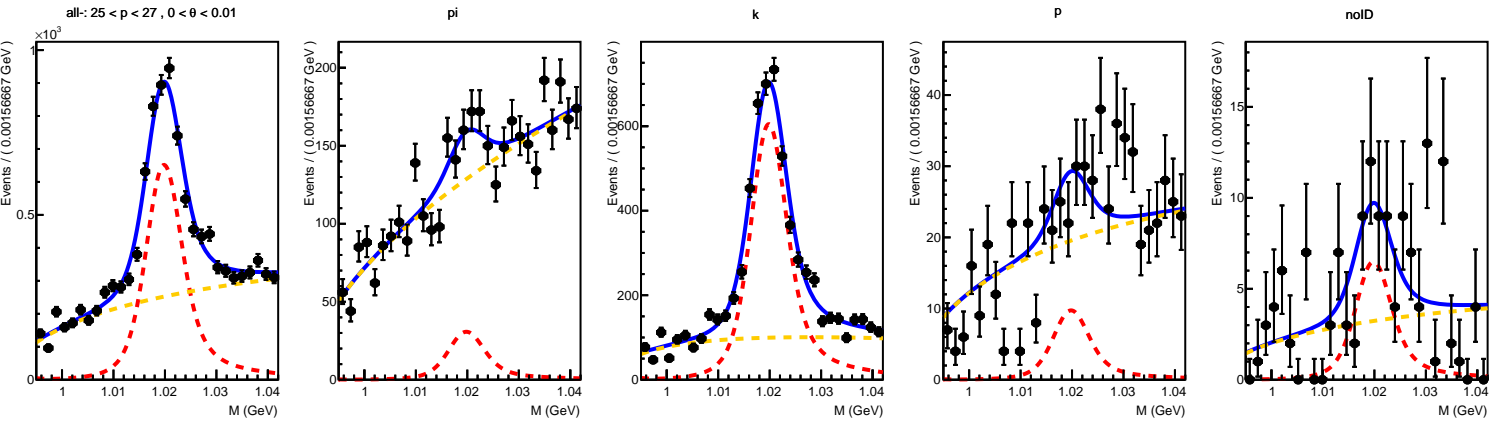 all-: 25 < p < 27 , 0 < θ < 0.01
×10³
Events / ( 0.00156667 GeV )
1
0.5
0
1 1.01 1.02 1.03 1.04
M (GeV)
pi
Events / ( 0.00156667 GeV )
200
150
100
50
0
1 1.01 1.02 1.03 1.04
M (GeV)
k
Events / ( 0.00156667 GeV )
600
400
200
0
1 1.01 1.02 1.03 1.04
M (GeV)
p
Events / ( 0.00156667 GeV )
40
30
20
10
0
1 1.01 1.02 1.03 1.04
M (GeV)
noID
Events / ( 0.00156667 GeV )
15
10
5
0
1 1.01 1.02 1.03 1.04
M (GeV)